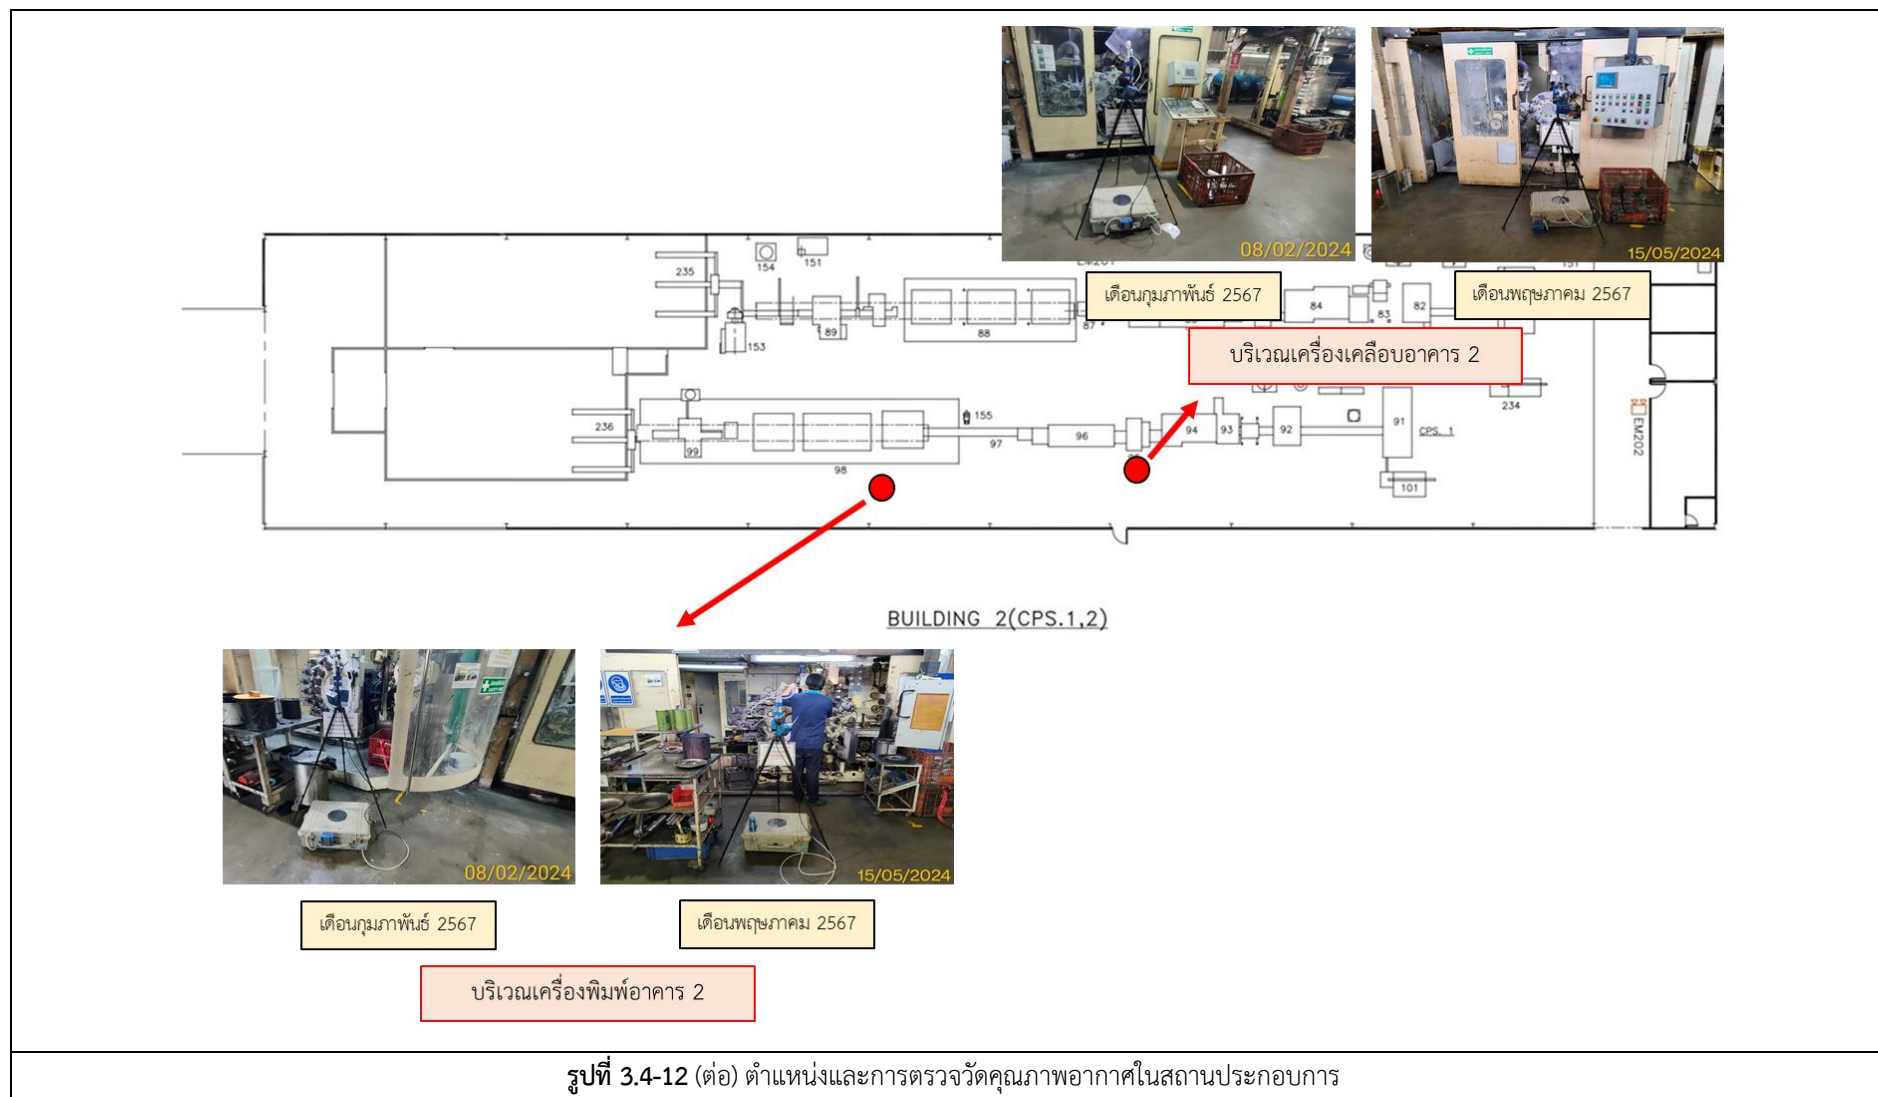 08/02/2024
15/05/2024
เดือนกุมภาพันธ์ 2567
เดือนพฤษภาคม 2567
บริเวณเครื่องเคลือบอาคาร 2
235
154
151
153
89
88
87
84
83
82
151
236
99
98
155
97
96
94
93
92
91
CPS. 1
101
234
EM202
BUILDING 2(CPS.1,2)
08/02/2024
15/05/2024
เดือนกุมภาพันธ์ 2567
เดือนพฤษภาคม 2567
บริเวณเครื่องพิมพ์อาคาร 2
รูปที่ 3.4-12 (ต่อ) ตำแหน่งและการตรวจวัดคุณภาพอากาศในสถานประกอบการ